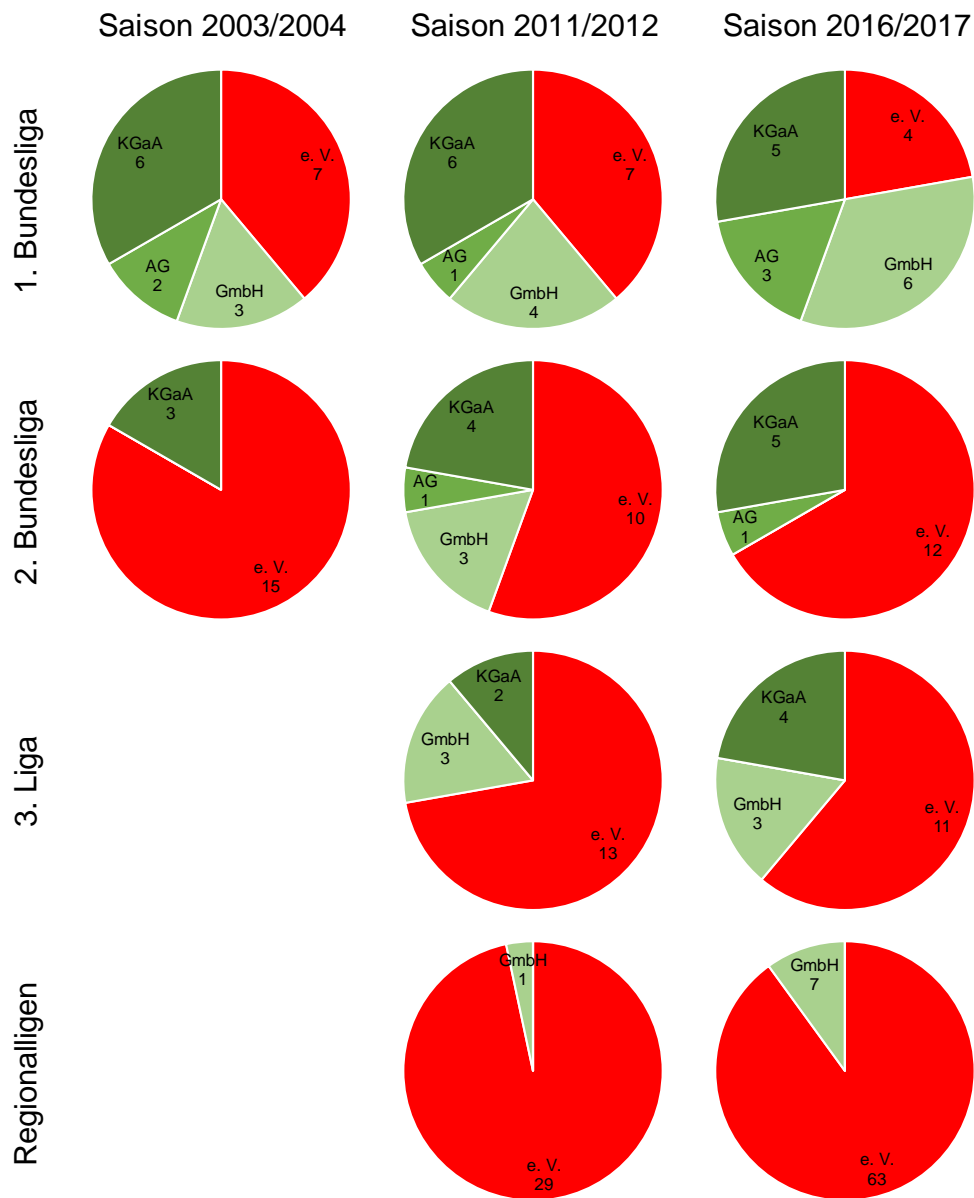 Saison 2003/2004
Saison 2011/2012
Saison 2016/2017
1. Bundesliga
KGaA
6
e. V.
7
AG
2
GmbH
3
KGaA
6
e. V.
7
AG
1
GmbH
4
KGaA
5
e. V.
4
AG
3
GmbH
6
2. Bundesliga
KGaA
3
e. V.
15
KGaA
4
AG
1
GmbH
3
e. V.
10
KGaA
5
AG
1
e. V.
12
3. Liga
KGaA
2
GmbH
3
e. V.
13
KGaA
4
GmbH
3
e. V.
11
Regionalligen
GmbH
1
e. V.
29
GmbH
7
e. V.
63